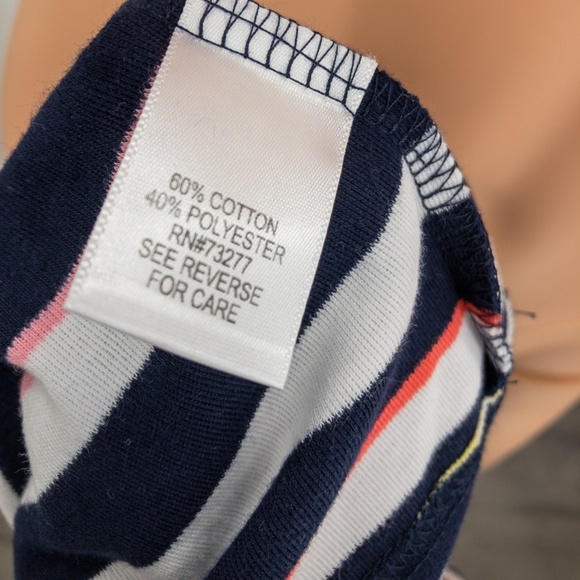 60% COTTON
40% POLYESTER
RN#73277
SEE REVERSE
FOR CARE